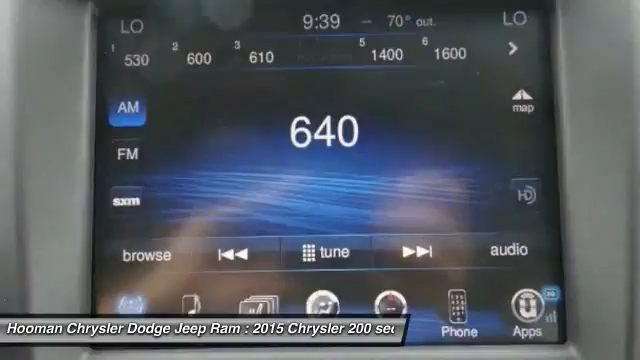 LO 9:39 -- 70° out. LO
1 530 2 600 3 610 5 1400 6 1600
AM
640
map
FM
sxm
HD
browse tune audio
Phone Apps
Hooman Chrysler Dodge Jeep Ram : 2015 Chrysler 200 sec